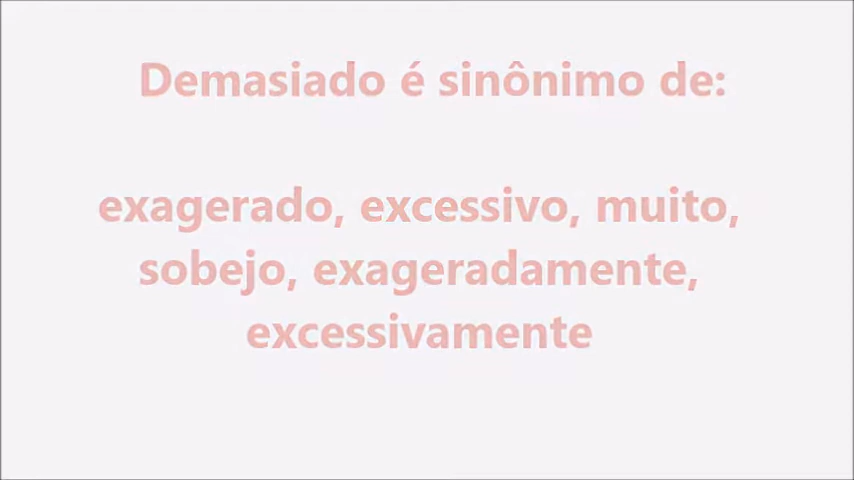 Demasiado é sinônimo de:
exagerado, excessivo, muito,
sobejo, exageradamente,
excessivamente